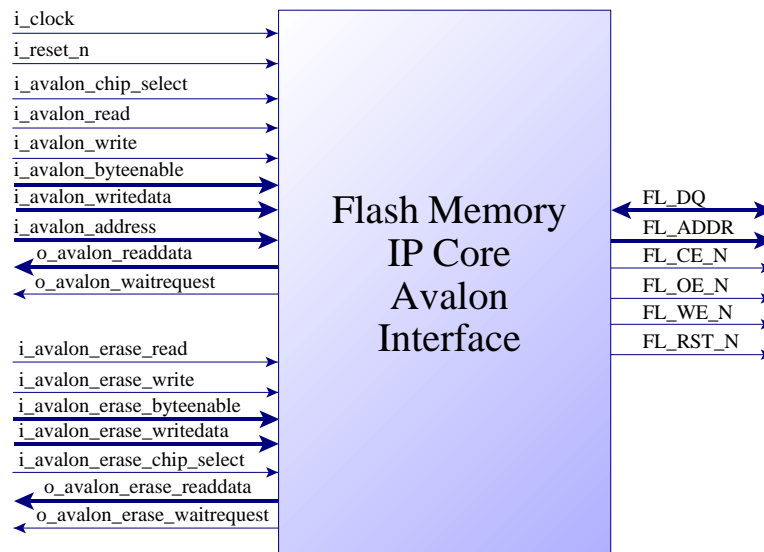 i_clock
i_reset_n
i_avalon_chip_select
i_avalon_read
i_avalon_write
i_avalon_byteenable
i_avalon_writedata
i_avalon_address
o_avalon_readdata
o_avalon_waitrequest
i_avalon_erase_read
i_avalon_erase_write
i_avalon_erase_byteenable
i_avalon_erase_writedata
i_avalon_erase_chip_select
o_avalon_erase_readdata
o_avalon_erase_waitrequest
Flash Memory
IP Core
Avalon
Interface
FL_DQ
FL_ADDR
FL_CE_N
FL_OE_N
FL_WE_N
FL_RST_N